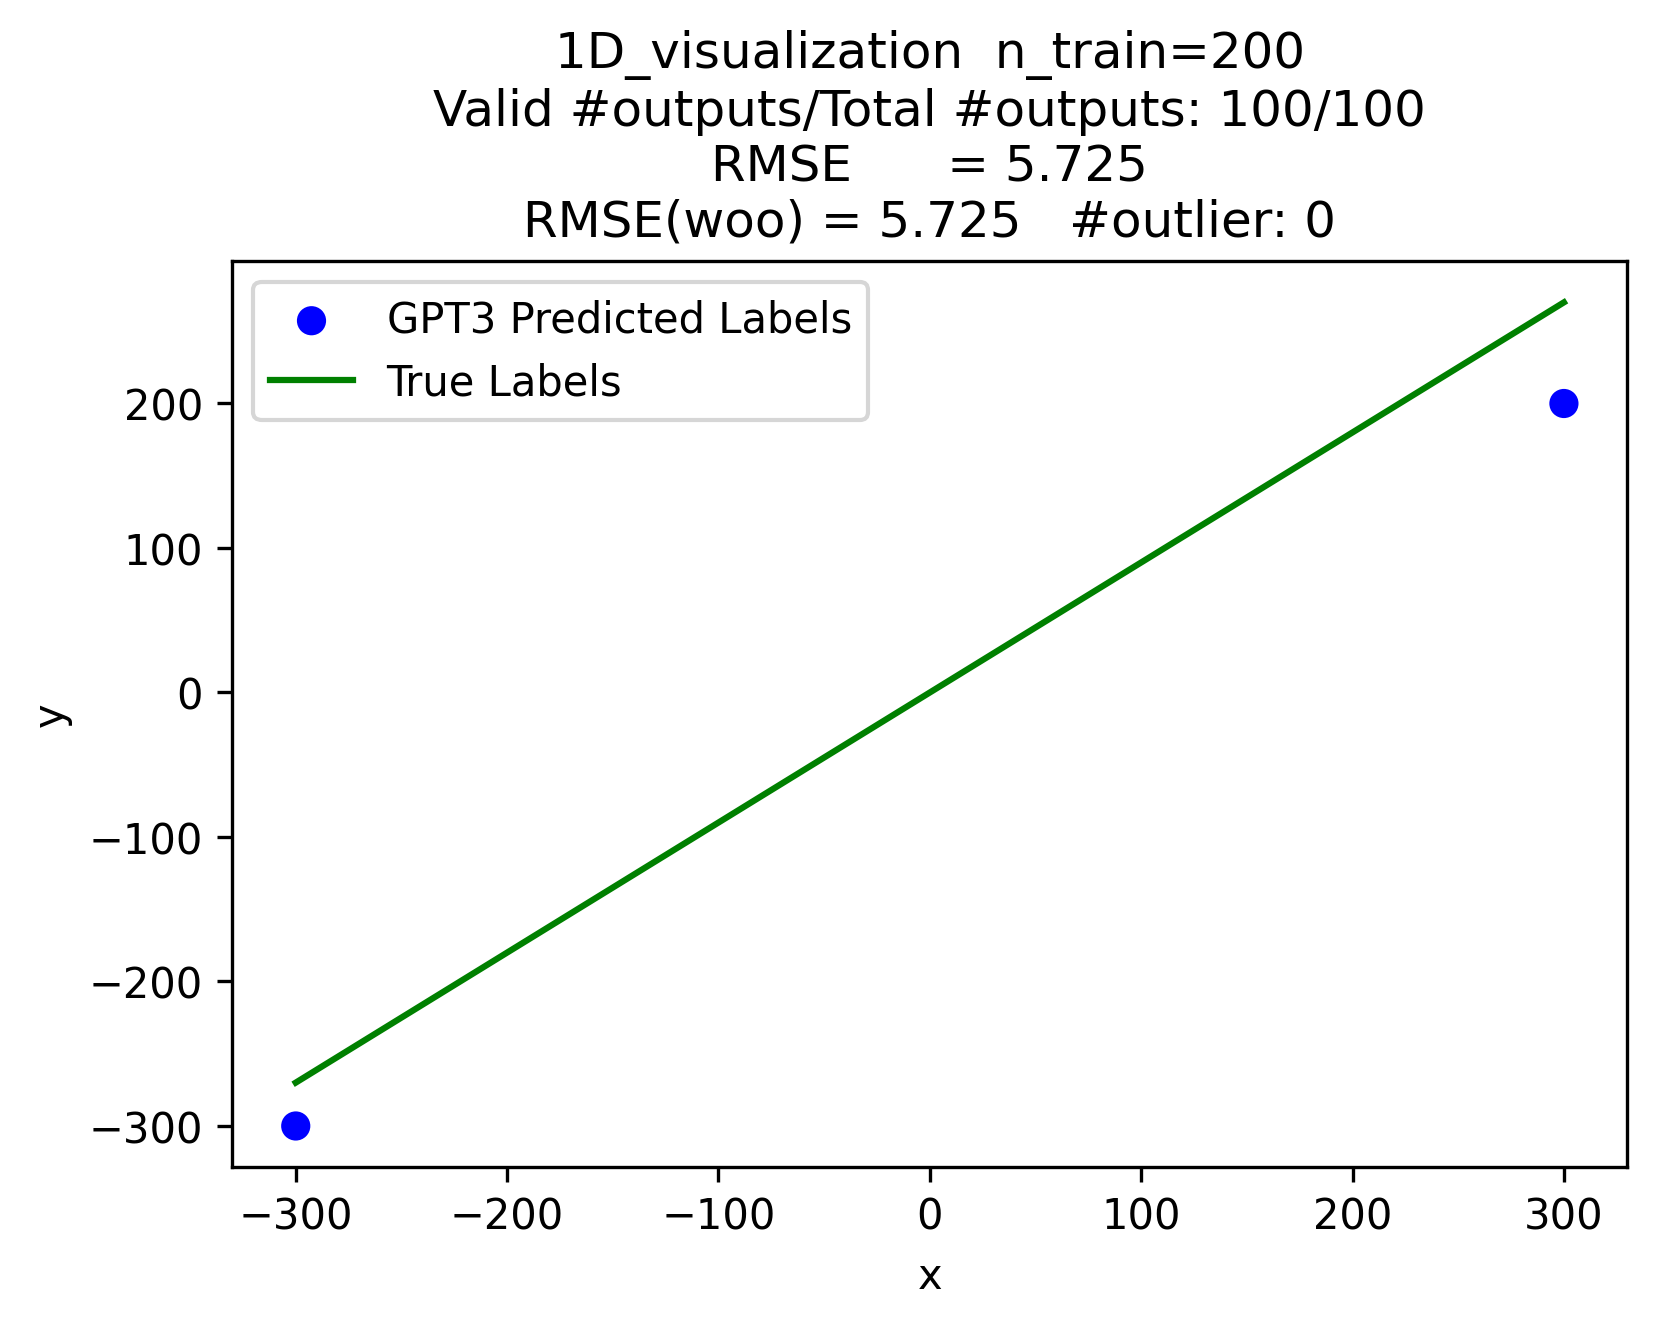 1D_visualization  n_train=200
Valid #outputs/Total #outputs: 100/100
RMSE      = 5.725
RMSE(woo) = 5.725   #outlier: 0
GPT3 Predicted Labels
True Labels
200
100
0
−100
−200
−300
y
−300 −200 −100 0 100 200 300
x